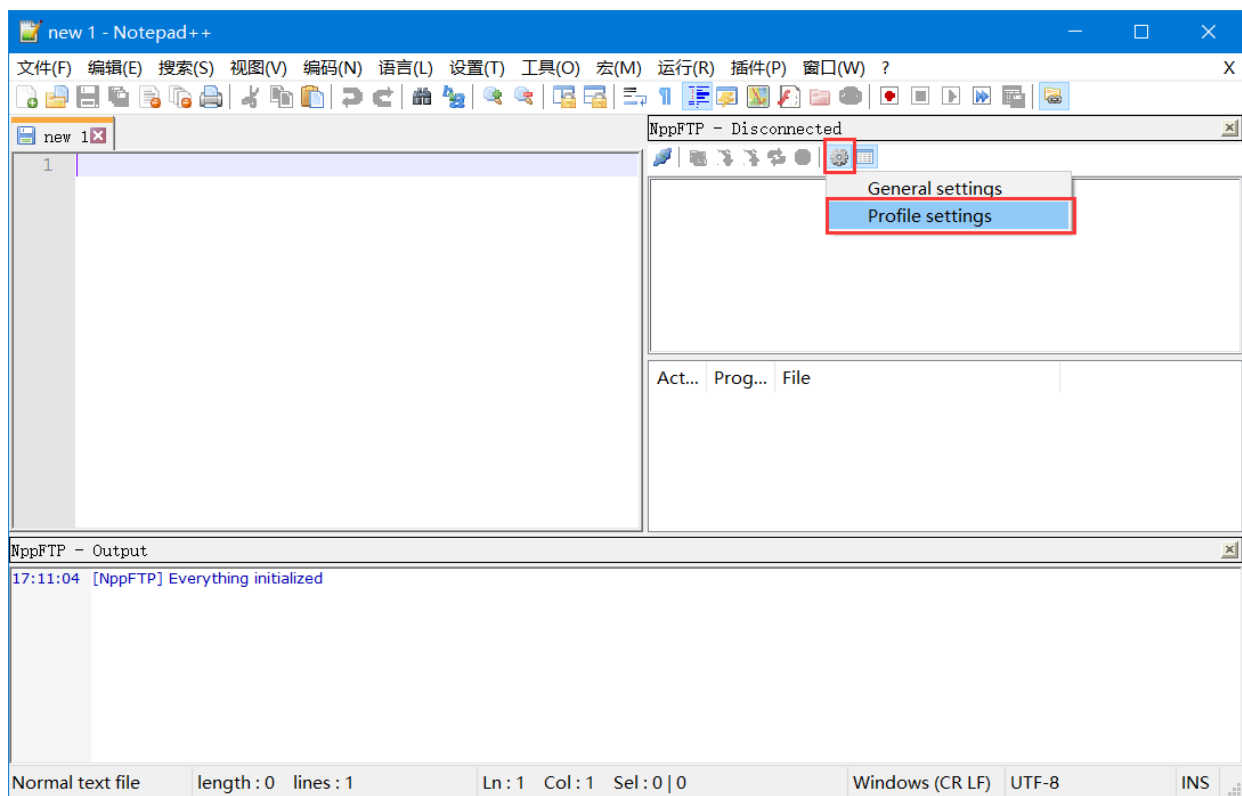 new 1 - Notepad++
文件(F) 编辑(E) 搜索(S) 视图(V) 编码(N) 语言(L) 设置(T) 工具(O) 宏(M) 运行(R) 插件(P) 窗口(W) ? X
new 1
NppFTP - Disconnected
1
General settings
Profile settings
Act... Prog... File
NppFTP - Output
17:11:04 [NppFTP] Everything initialized
Normal text file length : 0 lines : 1 Ln : 1 Col : 1 Sel : 0 | 0 Windows (CR LF) UTF-8 INS